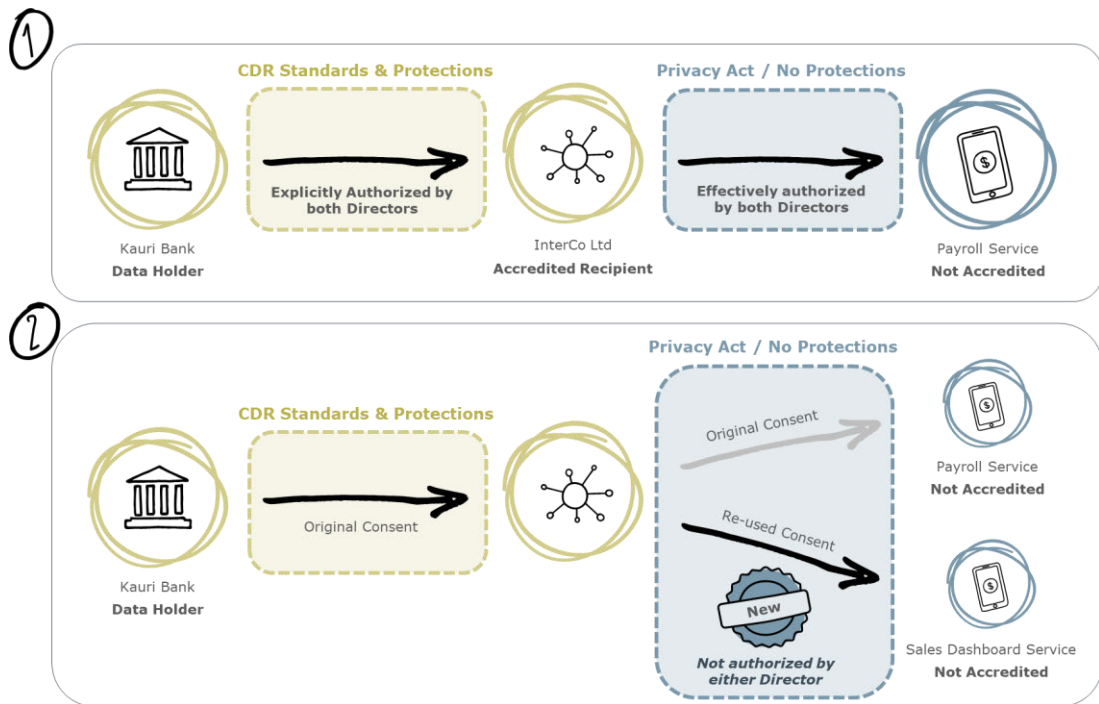 1
CDR Standards & Protections
Privacy Act / No Protections
Explicitly Authorized by
both Directors
Effectively authorized
by both Directors
Kauri Bank
Data Holder
InterCo Ltd
Accredited Recipient
$
Payroll Service
Not Accredited
2
Privacy Act / No Protections
CDR Standards & Protections
Original Consent
Kauri Bank
Data Holder
Original Consent
$
Payroll Service
Not Accredited
Re-used Consent
New
Not authorized by
either Director
$
Sales Dashboard Service
Not Accredited